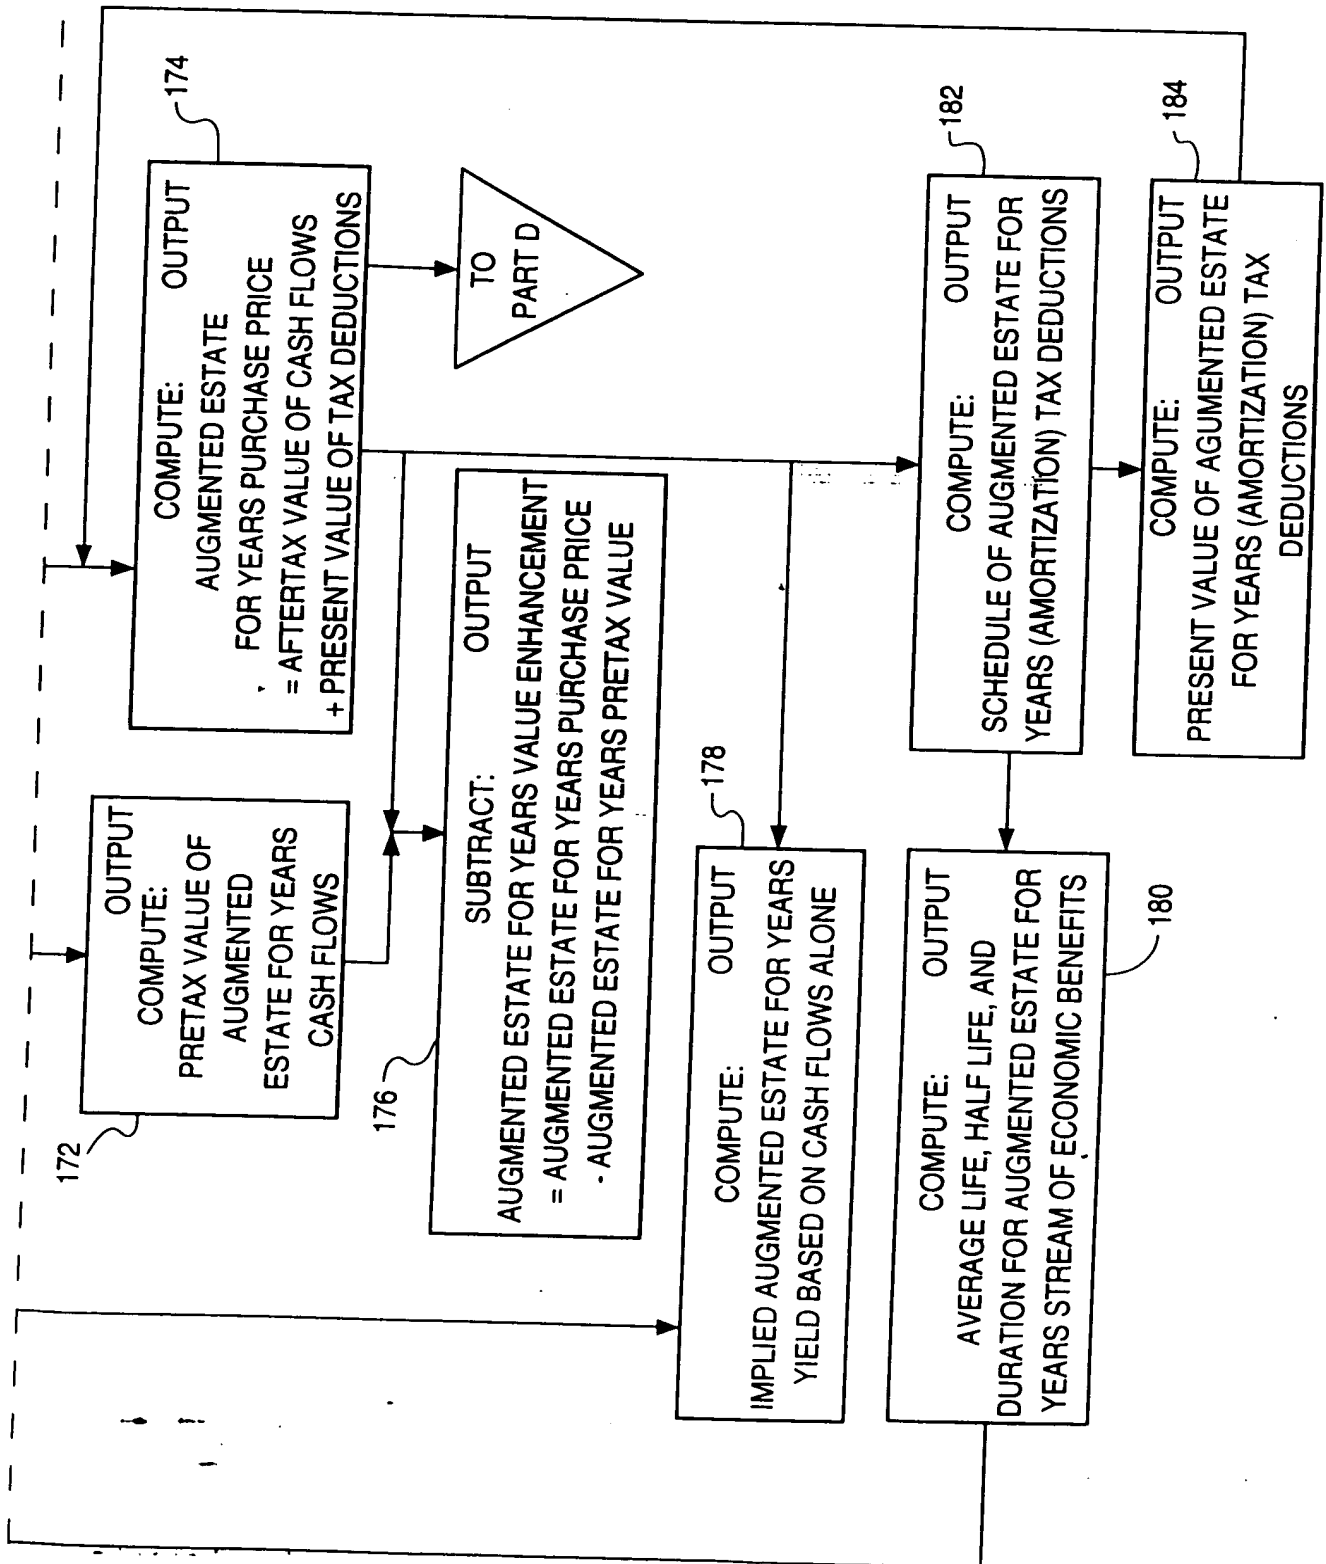 172
OUTPUT
COMPUTE:
PRETAX VALUE OF
AUGMENTED
ESTATE FOR YEARS
CASH FLOWS
174
COMPUTE: OUTPUT
AUGMENTED ESTATE
FOR YEARS PURCHASE PRICE
= AFTERTAX VALUE OF CASH FLOWS
+ PRESENT VALUE OF TAX DEDUCTIONS
TO
PART D
176
SUBTRACT: OUTPUT
AUGMENTED ESTATE FOR YEARS VALUE ENHANCEMENT
= AUGMENTED ESTATE FOR YEARS PURCHASE PRICE
- AUGMENTED ESTATE FOR YEARS PRETAX VALUE
178
COMPUTE: OUTPUT
IMPLIED AUGMENTED ESTATE FOR YEARS
YIELD BASED ON CASH FLOWS ALONE
182
COMPUTE: OUTPUT
SCHEDULE OF AUGMENTED ESTATE FOR
YEARS (AMORTIZATION) TAX DEDUCTIONS
COMPUTE: OUTPUT
AVERAGE LIFE, HALF LIFE, AND
DURATION FOR AUGMENTED ESTATE FOR
YEARS STREAM OF ECONOMIC BENEFITS
180
184
COMPUTE: OUTPUT
PRESENT VALUE OF AGUMENTED ESTATE
FOR YEARS (AMORTIZATION) TAX
DEDUCTIONS